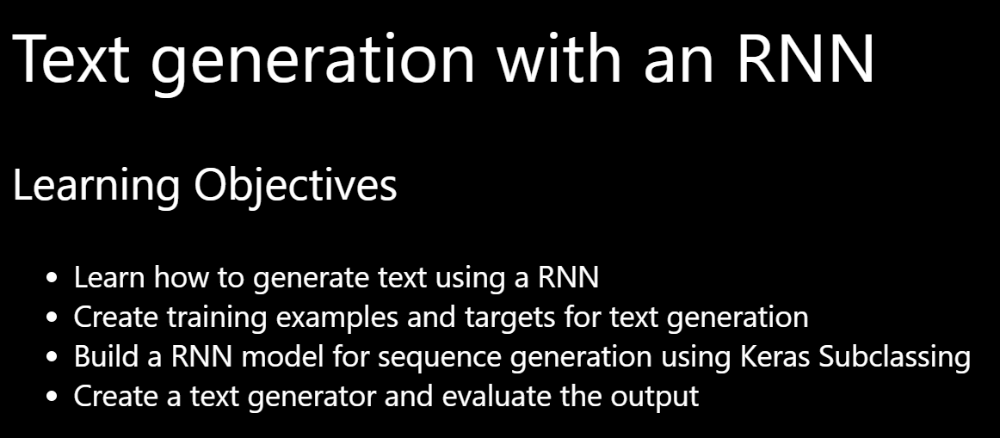 Text generation with an RNN
Learning Objectives
• Learn how to generate text using a RNN
• Create training examples and targets for text generation
• Build a RNN model for sequence generation using Keras Subclassing
• Create a text generator and evaluate the output